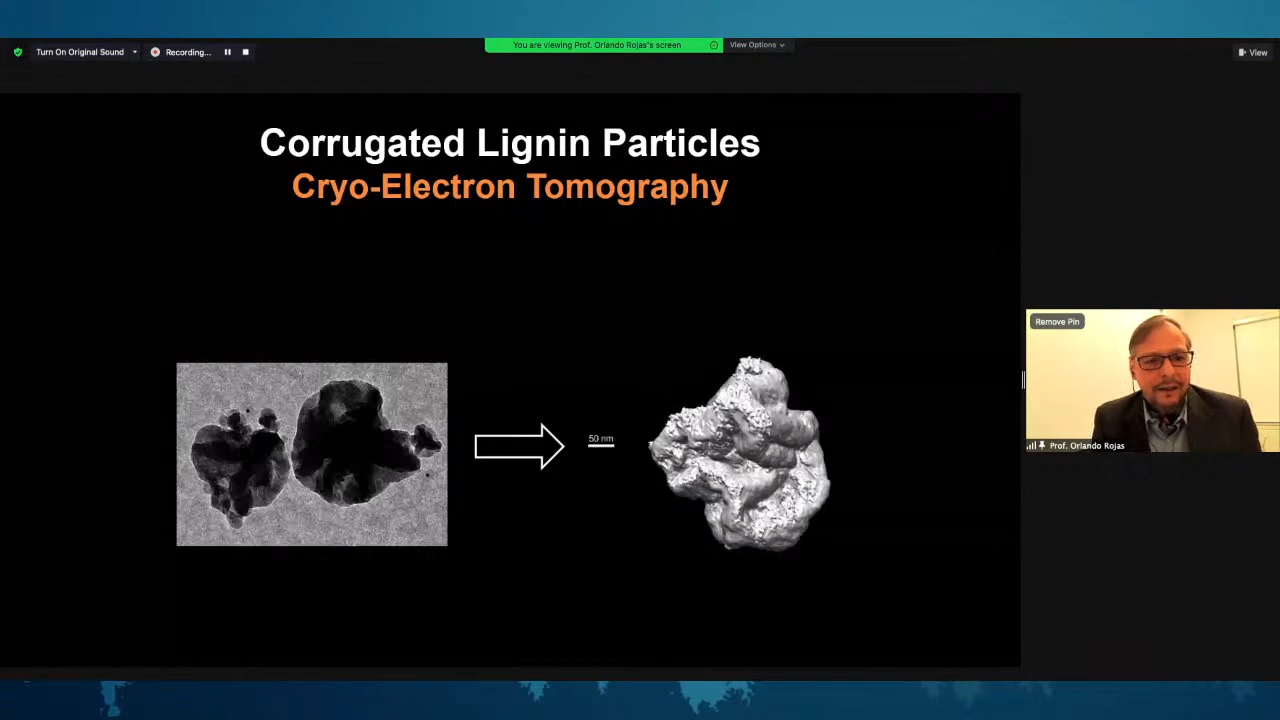 Turn On Original Sound
Recording...
You are viewing Prof. Orlando Rojas's screen
View Options
View
Corrugated Lignin Particles
Cryo-Electron Tomography
50 nm
Remove Pin
Prof. Orlando Rojas